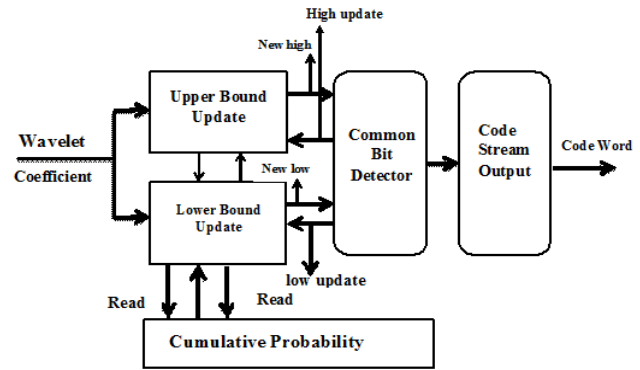 High update
New high
Upper Bound
Update
Wavelet
Coefficient
New low
Lower Bound
Update
Common
Bit
Detector
Code
Stream
Output
Code Word
low update
Read
Read
Cumulative Probability